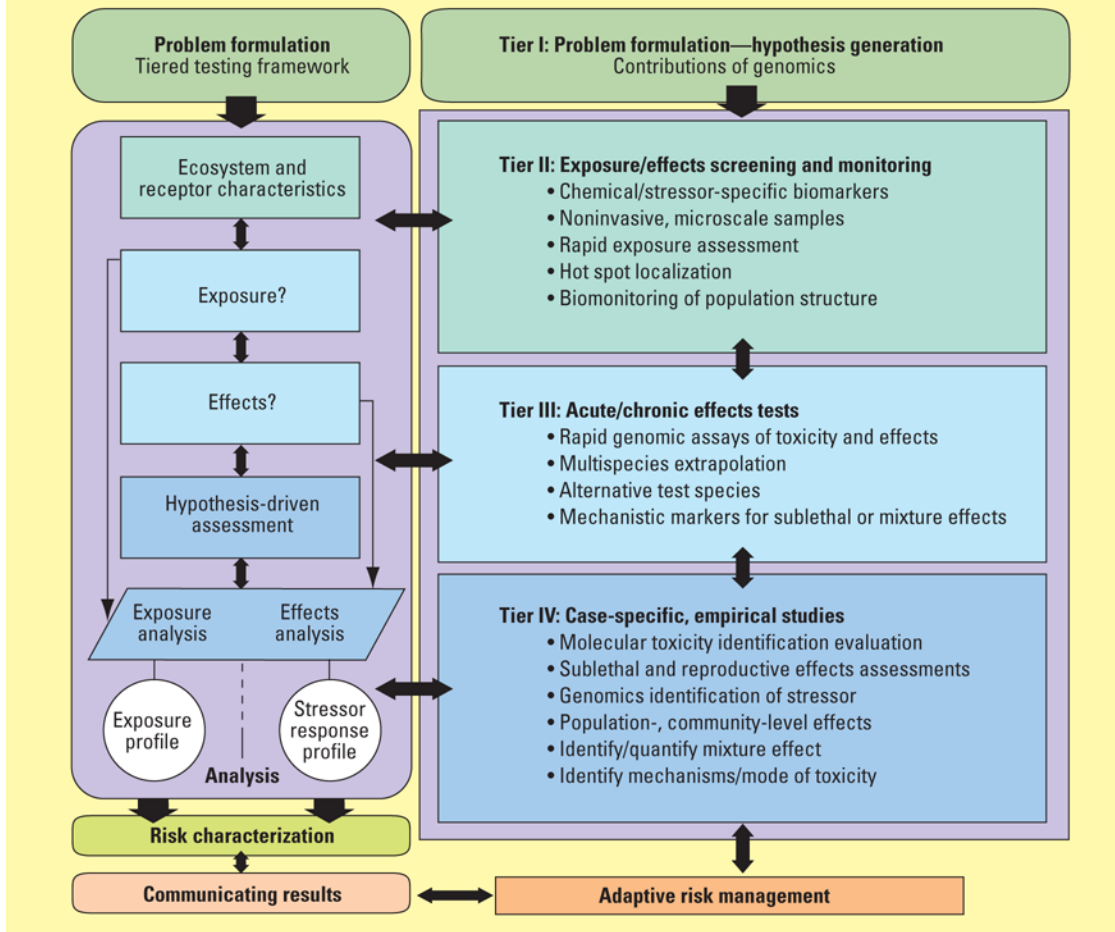 Problem formulation
Tiered testing framework
Ecosystem and
receptor characteristics
Exposure?
Effects?
Hypothesis-driven
assessment
Exposure
analysis
Effects
analysis
Exposure
profile
Stressor
response
profile
Analysis
Risk characterization
Communicating results
Tier I: Problem formulation—hypothesis generation
Contributions of genomics
Tier II: Exposure/effects screening and monitoring
• Chemical/stressor-specific biomarkers
• Noninvasive, microscale samples
• Rapid exposure assessment
• Hot spot localization
• Biomonitoring of population structure
Tier III: Acute/chronic effects tests
• Rapid genomic assays of toxicity and effects
• Multispecies extrapolation
• Alternative test species
• Mechanistic markers for sublethal or mixture effects
Tier IV: Case-specific, empirical studies
• Molecular toxicity identification evaluation
• Sublethal and reproductive effects assessments
• Genomics identification of stressor
• Population-, community-level effects
• Identify/quantify mixture effect
• Identify mechanisms/mode of toxicity
Adaptive risk management